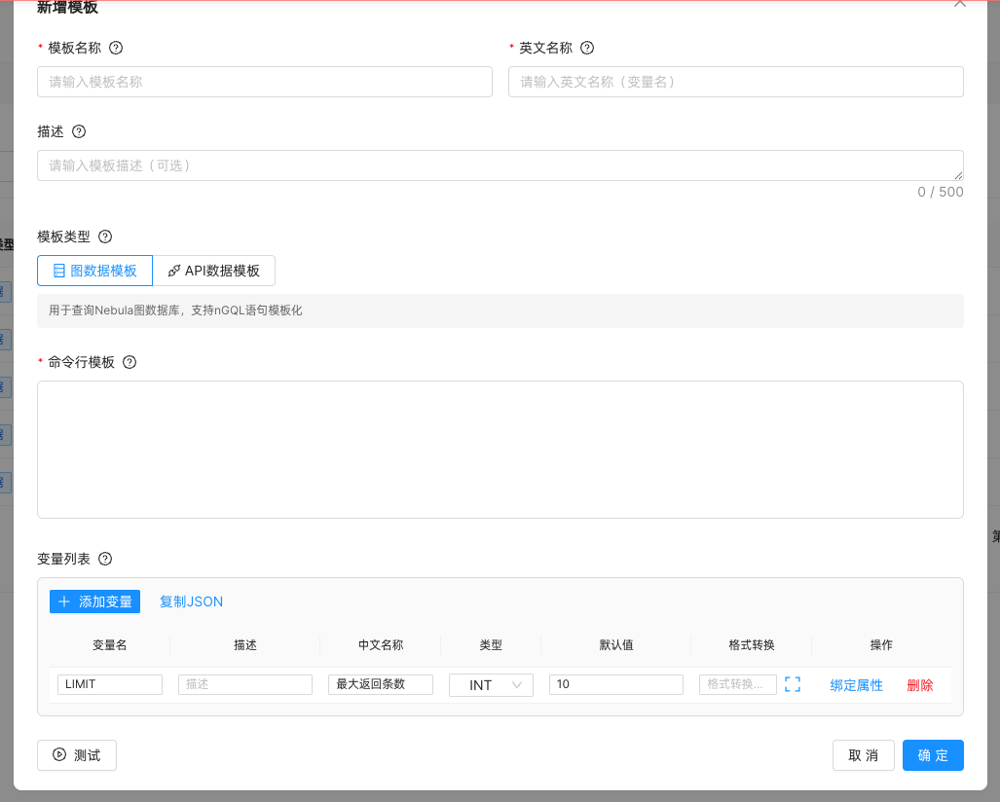 新增模板
* 模板名称
* 英文名称
请输入模板名称
请输入英文名称（变量名）
描述
请输入模板描述（可选）
0 / 500
模板类型
图数据模板
API数据模板
用于查询Nebula图数据库，支持nGQL语句模板化
* 命令行模板
变量列表
添加变量
复制JSON
变量名 描述 中文名称 类型 默认值 格式转换 操作
LIMIT 描述 最大返回条数 INT 10 格式转换... 绑定属性 删除
测试
取 消
确 定